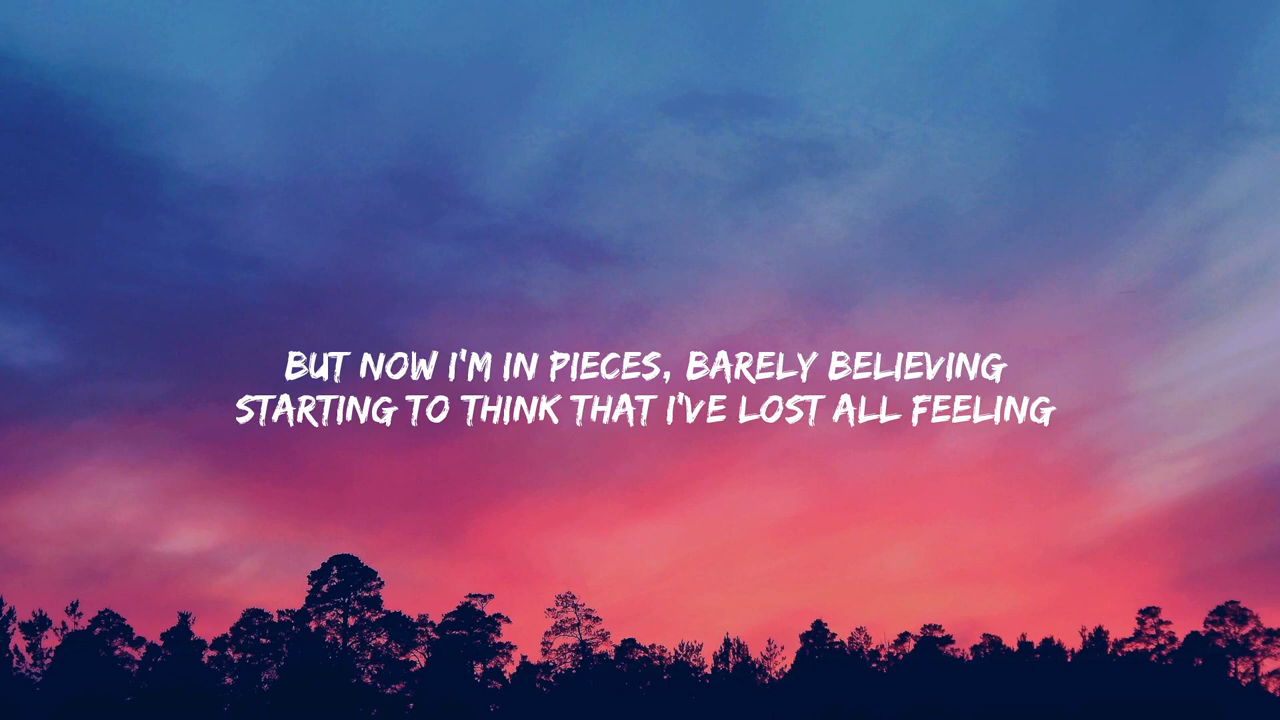 BUT NOW I'M IN PIECES, BARELY BELIEVING
STARTING TO THINK THAT I'VE LOST ALL FEELING